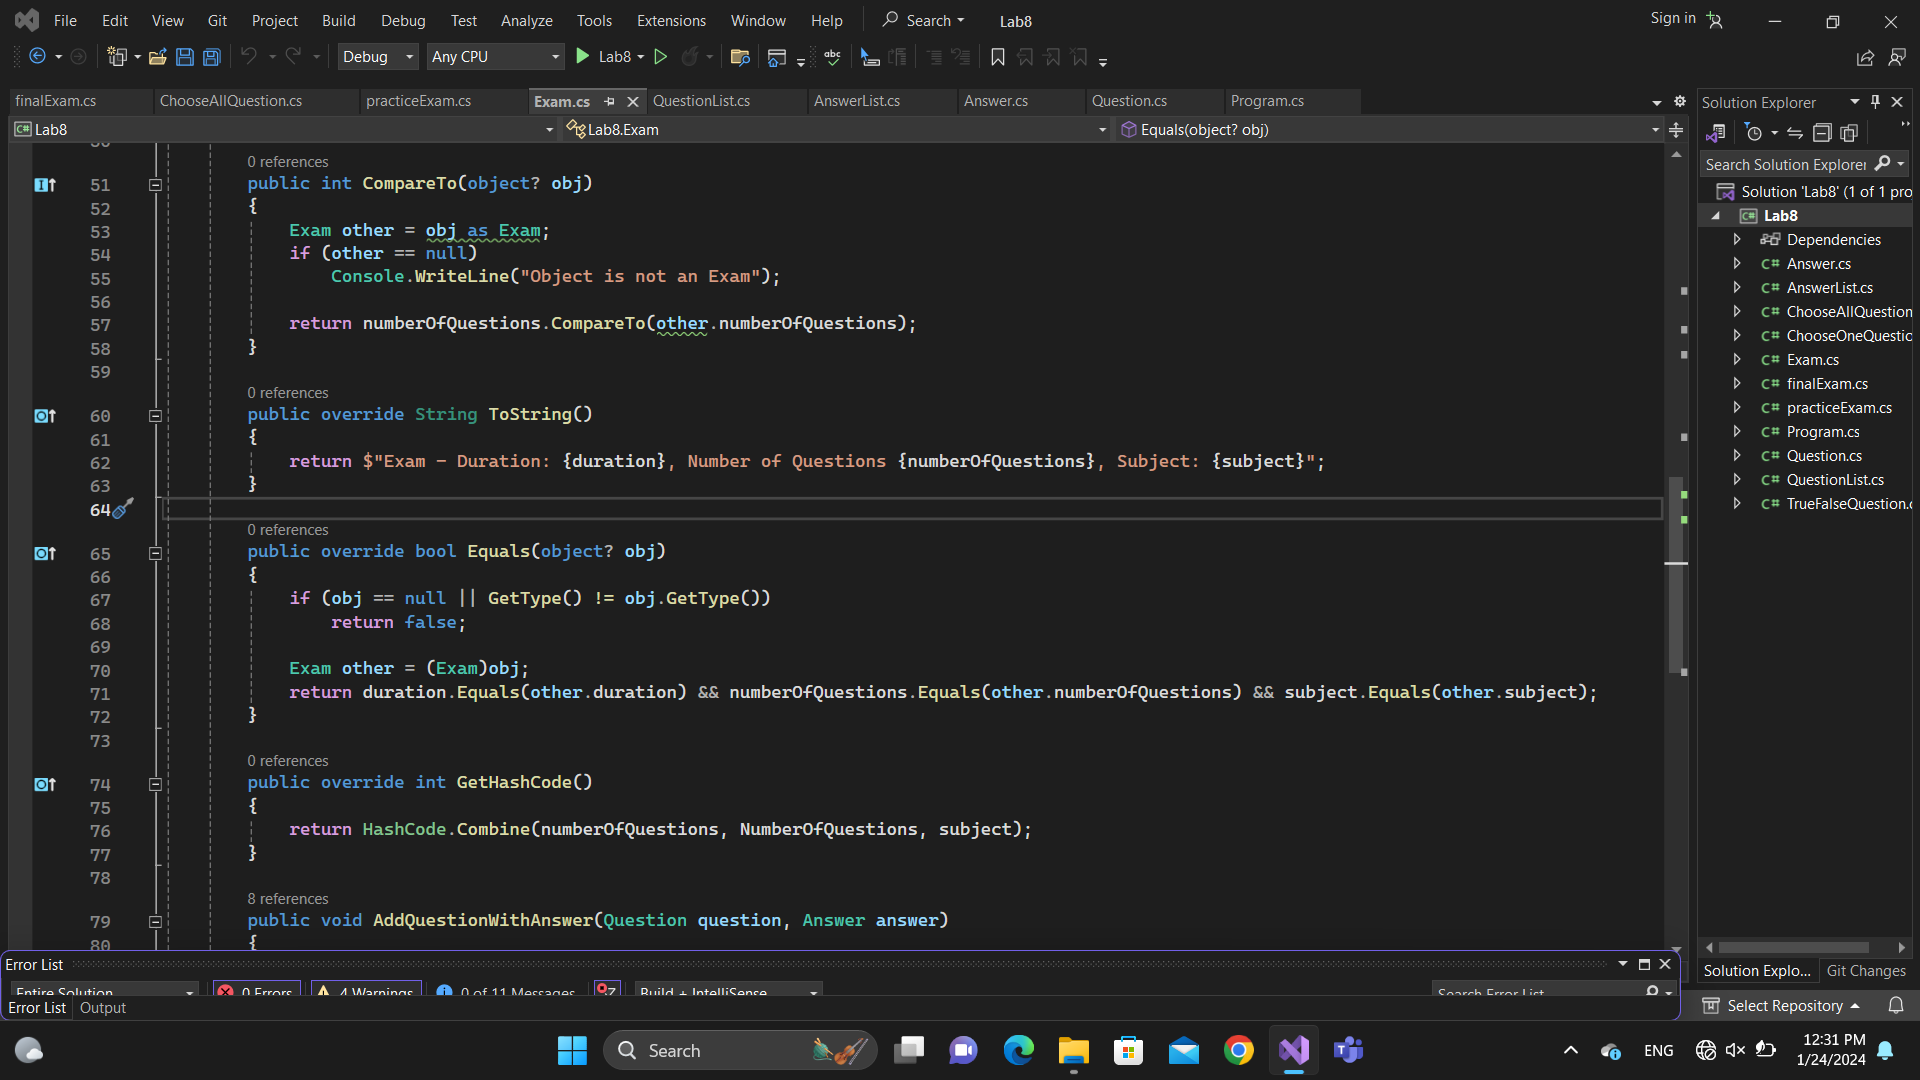 File Edit View Git Project Build Debug Test Analyze Tools Extensions Window Help Search Lab8 Sign in
Debug Any CPU Lab8
finalExam.cs ChooseAllQuestion.cs practiceExam.cs Exam.cs QuestionList.cs AnswerList.cs Answer.cs Question.cs Program.cs
Lab8 Lab8.Exam Equals(object? obj)
0 references
51 public int CompareTo(object? obj)
52 {
53 Exam other = obj as Exam;
54 if (other == null)
55 Console.WriteLine("Object is not an Exam");
56
57 return numberOfQuestions.CompareTo(other.numberOfQuestions);
58 }
59
0 references
60 public override String ToString()
61 {
62 return $"Exam - Duration: {duration}, Number of Questions {numberOfQuestions}, Subject: {subject}";
63 }
64
0 references
65 public override bool Equals(object? obj)
66 {
67 if (obj == null || GetType() != obj.GetType())
68 return false;
69
70 Exam other = (Exam)obj;
71 return duration.Equals(other.duration) && numberOfQuestions.Equals(other.numberOfQuestions) && subject.Equals(other.subject);
72 }
73
0 references
74 public override int GetHashCode()
75 {
76 return HashCode.Combine(numberOfQuestions, NumberOfQuestions, subject);
77 }
78
8 references
79 public void AddQuestionWithAnswer(Question question, Answer answer)
80 {
Solution Explorer
Search Solution Explorer
Solution 'Lab8' (1 of 1 pro
Lab8
Dependencies
C# Answer.cs
C# AnswerList.cs
C# ChooseAllQuestion
C# ChooseOneQuestio
C# Exam.cs
C# finalExam.cs
C# practiceExam.cs
C# Program.cs
C# Question.cs
C# QuestionList.cs
C# TrueFalseQuestion.c
Solution Explo... Git Changes
Error List
Entire Solution 0 Errors 4 Warnings 0 of 11 Messages Build + IntelliSense Search Error List
Error List Output
Select Repository
Search
ENG
12:31 PM
1/24/2024